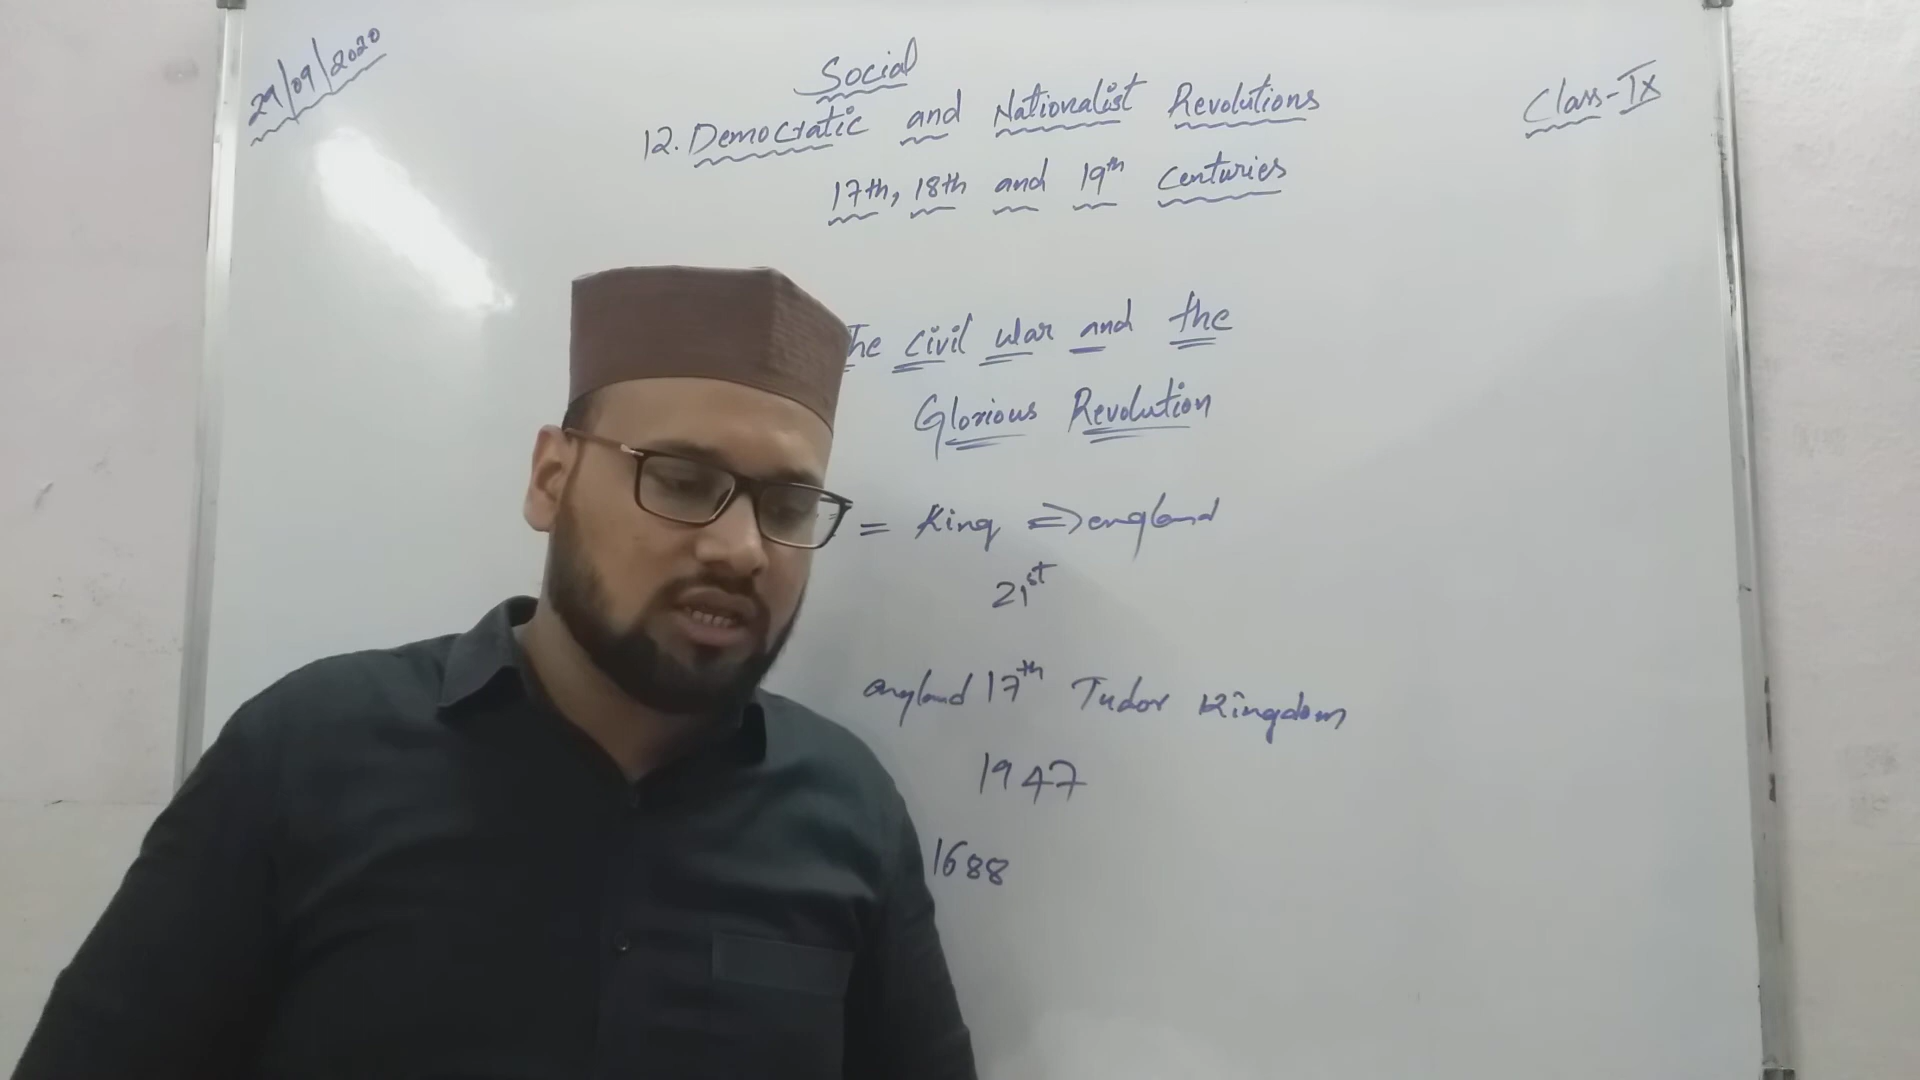 29/09/2020
Social
Class-IX
12. Democratic and Nationalist Revolutions
17th, 18th and 19th Centuries
The civil war and the
Glorious Revolution
= King ⇒ england
21st
england 17th Tudor Kingdom
1947
1688